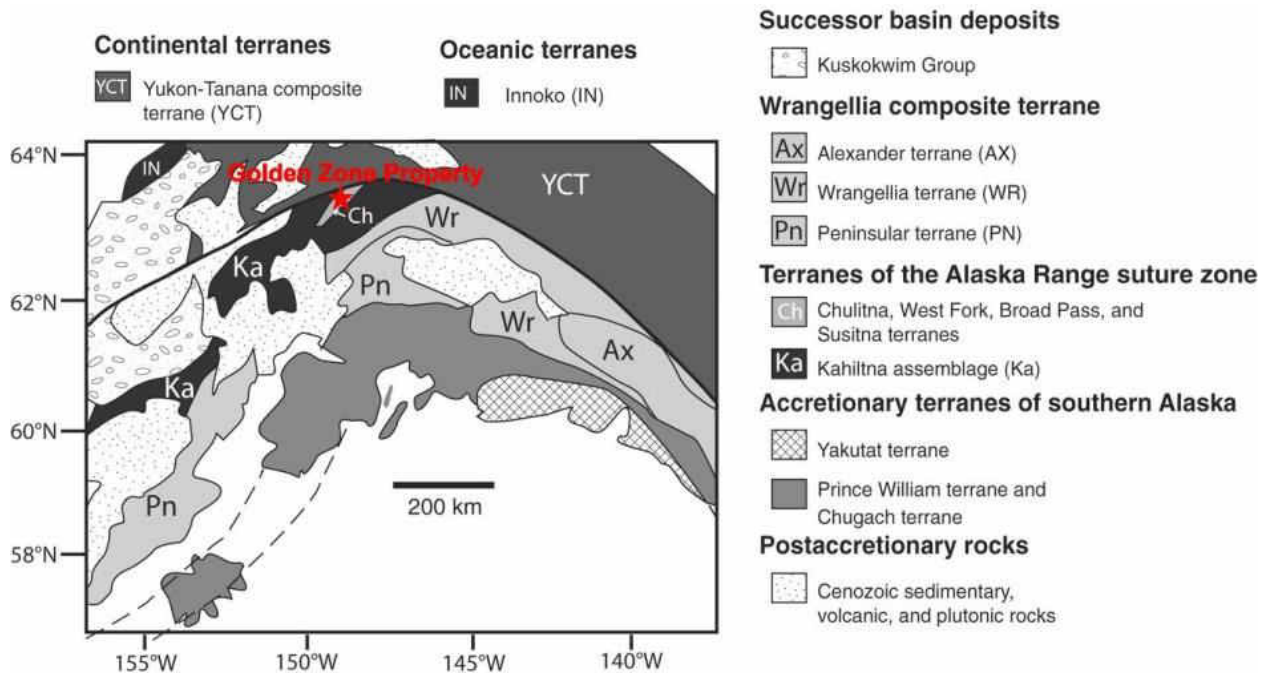 Continental terranes
YCT Yukon-Tanana composite
terrane (YCT)
Oceanic terranes
IN Innoko (IN)
Successor basin deposits
Kuskokwim Group
Wrangellia composite terrane
Ax Alexander terrane (AX)
Wr Wrangellia terrane (WR)
Pn Peninsular terrane (PN)
Terranes of the Alaska Range suture zone
Ch Chulitna, West Fork, Broad Pass, and
Susitna terranes
Ka Kahiltna assemblage (Ka)
Accretionary terranes of southern Alaska
Yakutat terrane
Prince William terrane and
Chugach terrane
Postaccretionary rocks
Cenozoic sedimentary,
volcanic, and plutonic rocks
64°N
IN
Golden Zone Property
YCT
Ch
Wr
Ka
62°N
Pn
Wr
Ax
Ka
60°N
Pn
200 km
58°N
155°W
150°W
145°W
140°W